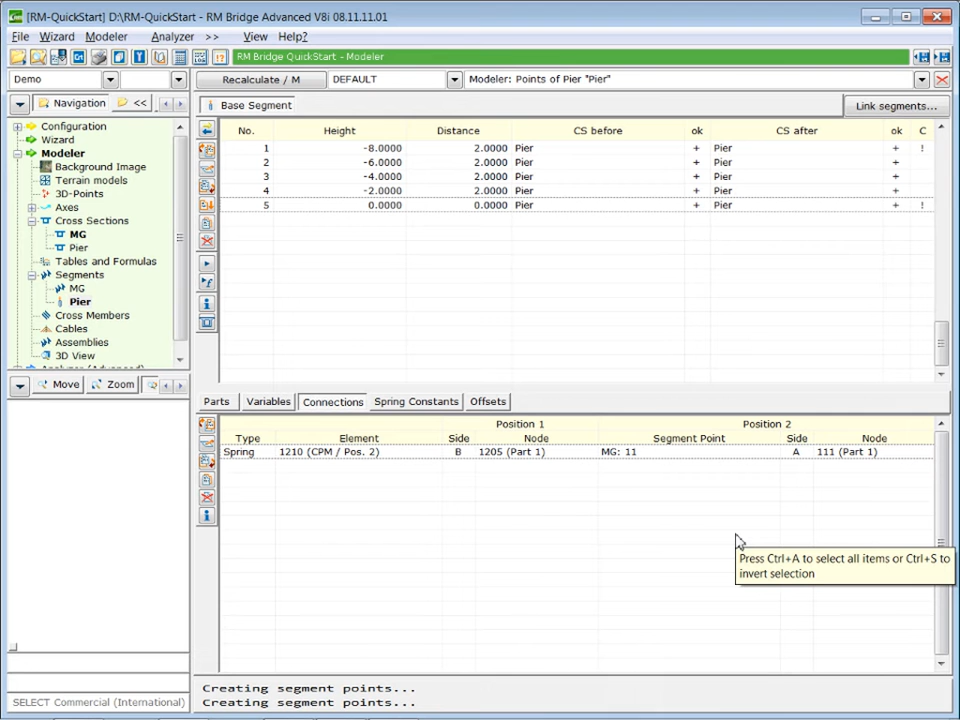 [RM-QuickStart] D:\RM-QuickStart - RM Bridge Advanced V8i 08.11.11.01
File Wizard Modeler Analyzer >> View Help?
RM Bridge QuickStart - Modeler
Demo Recalculate / M DEFAULT Modeler: Points of Pier "Pier"
Navigation <<
Base Segment Link segments...
Configuration
Wizard
Modeler
Background Image
Terrain models
3D-Points
Axes
Cross Sections
MG
Pier
Tables and Formulas
Segments
MG
Pier
Cross Members
Cables
Assemblies
3D View
No. Height Distance CS before ok CS after ok C
1 -8.0000 2.0000 Pier + Pier + !
2 -6.0000 2.0000 Pier + Pier +
3 -4.0000 2.0000 Pier + Pier +
4 -2.0000 2.0000 Pier + Pier +
5 0.0000 0.0000 Pier + Pier + !
Move Zoom
Parts Variables Connections Spring Constants Offsets
Position 1 Position 2
Type Element Side Node Segment Point Side Node
Spring 1210 (CPM / Pos. 2) B 1205 (Part 1) MG: 11 A 111 (Part 1)
Press Ctrl+A to select all items or Ctrl+S to
invert selection
Creating segment points...
Creating segment points...
SELECT Commercial (International)